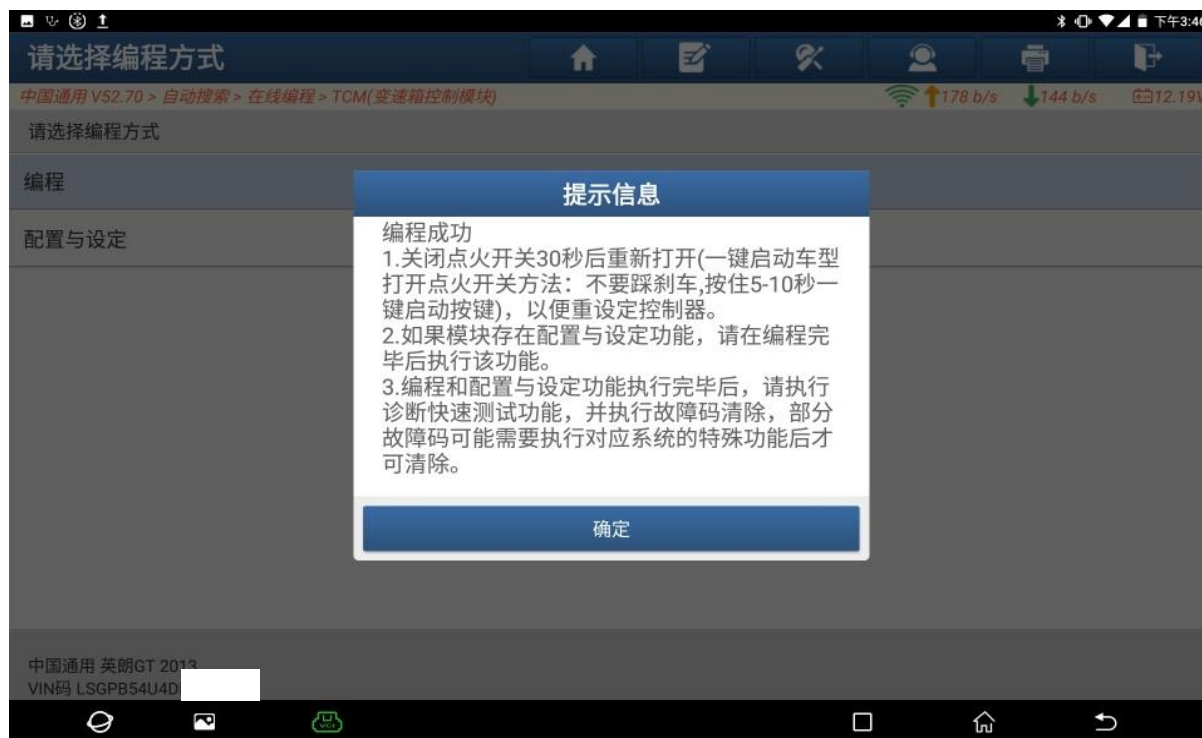 下午3:46
请选择编程方式
中国通用 V52.70 > 自动搜索 > 在线编程 > TCM(变速箱控制模块)
178 b/s
144 b/s
12.19V
请选择编程方式
编程
配置与设定
提示信息
编程成功
1.关闭点火开关30秒后重新打开(一键启动车型
打开点火开关方法：不要踩刹车,按住5-10秒一
键启动按键)，以便重设定控制器。
2.如果模块存在配置与设定功能，请在编程完
毕后执行该功能。
3.编程和配置与设定功能执行完毕后，请执行
诊断快速测试功能，并执行故障码清除，部分
故障码可能需要执行对应系统的特殊功能后才
可清除。
确定
中国通用 英朗GT 2013
VIN码 LSGPB54U4D
VCI